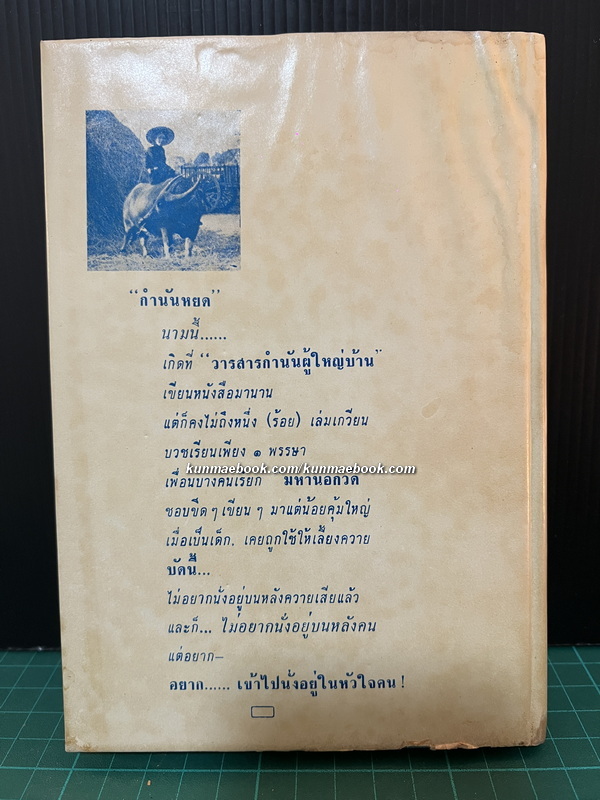 “กำนันหยด”
นามนี้......
เกิดที่ “วารสารกำนันผู้ใหญ่บ้าน”
เขียนหนังสือมานาน
แต่ก็คงไม่ถึงหนึ่ง (ร้อย) เล่มเกวียน
บวชเรียนเพียง ๑ พรรษา
kunmaebook.com/kunmaebook.com
เพื่อนบางคนเรียก มหานอกวัด
ชอบขีด ๆ เขียน ๆ มาแต่น้อยคุ้มใหญ่
เมื่อเป็นเด็ก. เคยถูกใช้ให้เลี้ยงควาย
บัดนี้...
ไม่อยากนั่งอยู่บนหลังควายเสียแล้ว
และก็... ไม่อยากนั่งอยู่บนหลังคน
แต่อยาก—
อยาก...... เข้าไปนั่งอยู่ในหัวใจคน !